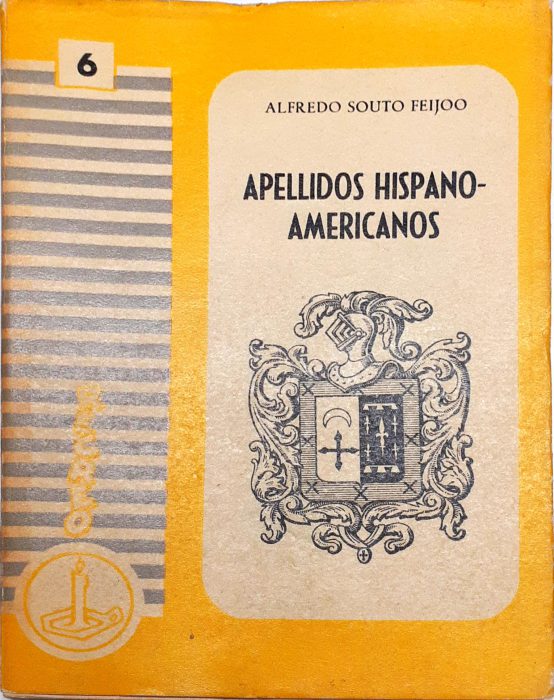 6
ALFREDO SOUTO FEIJOO
APELLIDOS HISPANO-
AMERICANOS